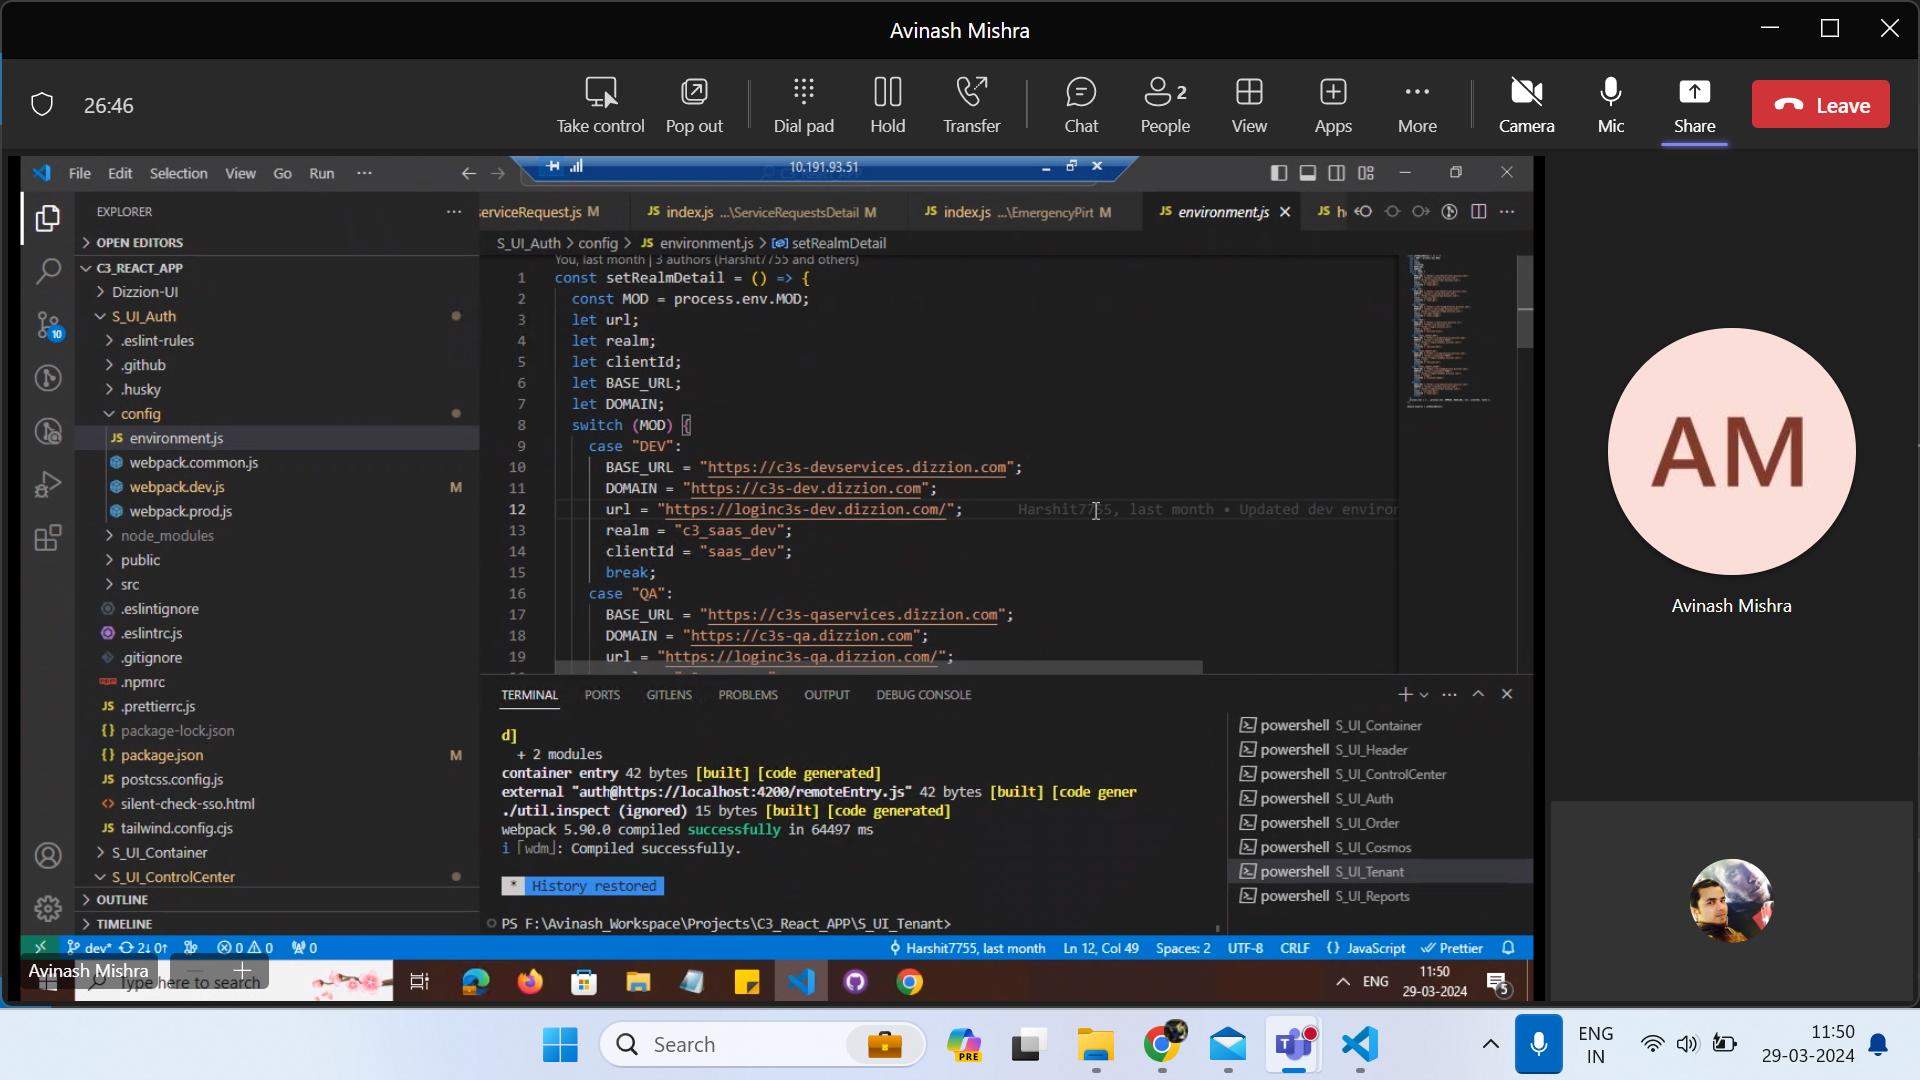 Avinash Mishra
26:46
Take control
Pop out
Dial pad
Hold
Transfer
Chat
2
People
View
Apps
More
Camera
Mic
Share
Leave
File Edit Selection View Go Run ···
10.191.93.51
EXPLORER
OPEN EDITORS
C3_REACT_APP
Dizzion-UI
S_UI_Auth
.eslint-rules
.github
.husky
config
JS environment.js
webpack.common.js
webpack.dev.js M
webpack.prod.js
node_modules
public
src
.eslintignore
.eslintrc.js
.gitignore
.npmrc
JS .prettierrc.js
{} package-lock.json
{} package.json M
JS postcss.config.js
<> silent-check-sso.html
JS tailwind.config.cjs
S_UI_Container
S_UI_ControlCenter
OUTLINE
TIMELINE
10
serviceRequest.js M
JS index.js ...\ServiceRequestsDetail M
JS index.js ...\EmergencyPirt M
JS environment.js
JS
S_UI_Auth > config > JS environment.js > setRealmDetail
You, last month | 3 authors (Harshit7755 and others)
1 const setRealmDetail = () => {
2 const MOD = process.env.MOD;
3 let url;
4 let realm;
5 let clientId;
6 let BASE_URL;
7 let DOMAIN;
8 switch (MOD) {
9 case "DEV":
10 BASE_URL = "https://c3s-devservices.dizzion.com";
11 DOMAIN = "https://c3s-dev.dizzion.com";
12 url = "https://loginc3s-dev.dizzion.com/"; Harshit7755, last month • Updated dev environ
13 realm = "c3_saas_dev";
14 clientId = "saas_dev";
15 break;
16 case "QA":
17 BASE_URL = "https://c3s-qaservices.dizzion.com";
18 DOMAIN = "https://c3s-qa.dizzion.com";
19 url = "https://loginc3s-qa.dizzion.com/";
TERMINAL PORTS GITLENS PROBLEMS OUTPUT DEBUG CONSOLE
d]
+ 2 modules
container entry 42 bytes [built] [code generated]
external "auth@https://localhost:4200/remoteEntry.js" 42 bytes [built] [code gener
./util.inspect (ignored) 15 bytes [built] [code generated]
webpack 5.90.0 compiled successfully in 64497 ms
i ｢wdm｣: Compiled successfully.
* History restored
PS F:\Avinash_Workspace\Projects\C3_React_APP\S_UI_Tenant>
powershell S_UI_Container
powershell S_UI_Header
powershell S_UI_ControlCenter
powershell S_UI_Auth
powershell S_UI_Order
powershell S_UI_Cosmos
powershell S_UI_Tenant
powershell S_UI_Reports
dev* 2↓ 0↑ 0 0 0
Harshit7755, last month Ln 12, Col 49 Spaces: 2 UTF-8 CRLF {} JavaScript Prettier
Avinash Mishra
Type here to search
ENG
11:50
29-03-2024
5
AM
Avinash Mishra
Search
PRE
ENG
IN
11:50
29-03-2024